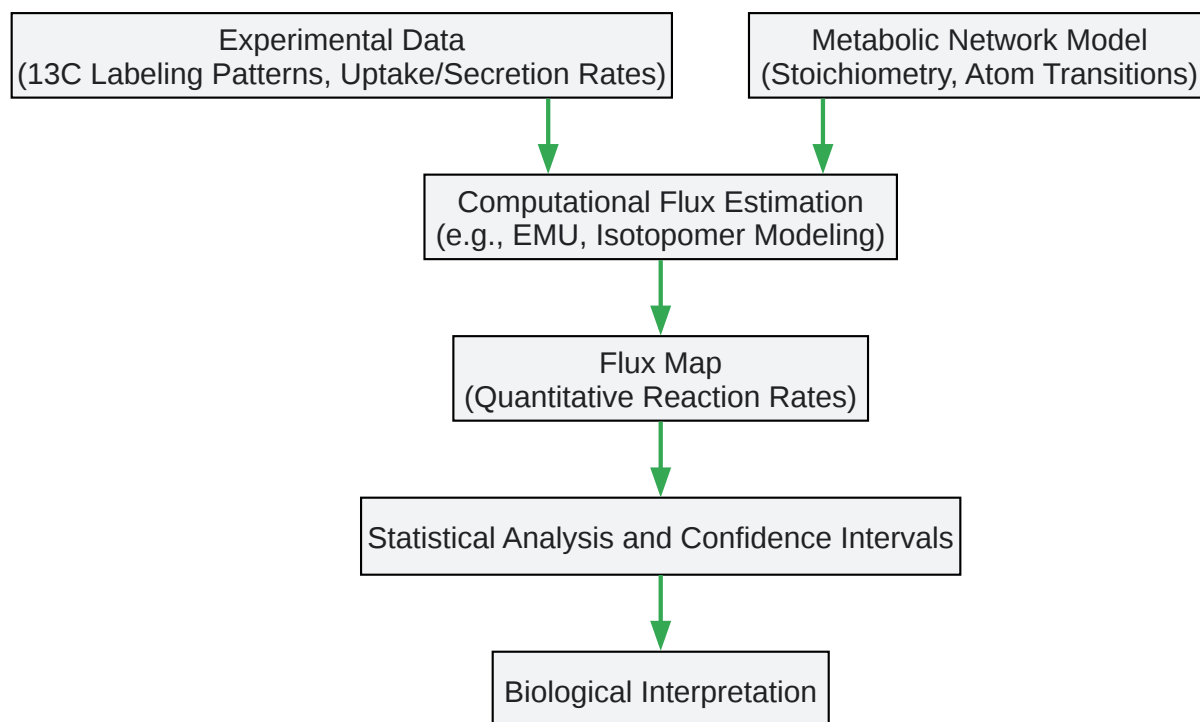 Experimental Data
(13C Labeling Patterns, Uptake/Secretion Rates)
Metabolic Network Model
(Stoichiometry, Atom Transitions)
Computational Flux Estimation
(e.g., EMU, Isotopomer Modeling)
Flux Map
(Quantitative Reaction Rates)
Statistical Analysis and Confidence Intervals
Biological Interpretation